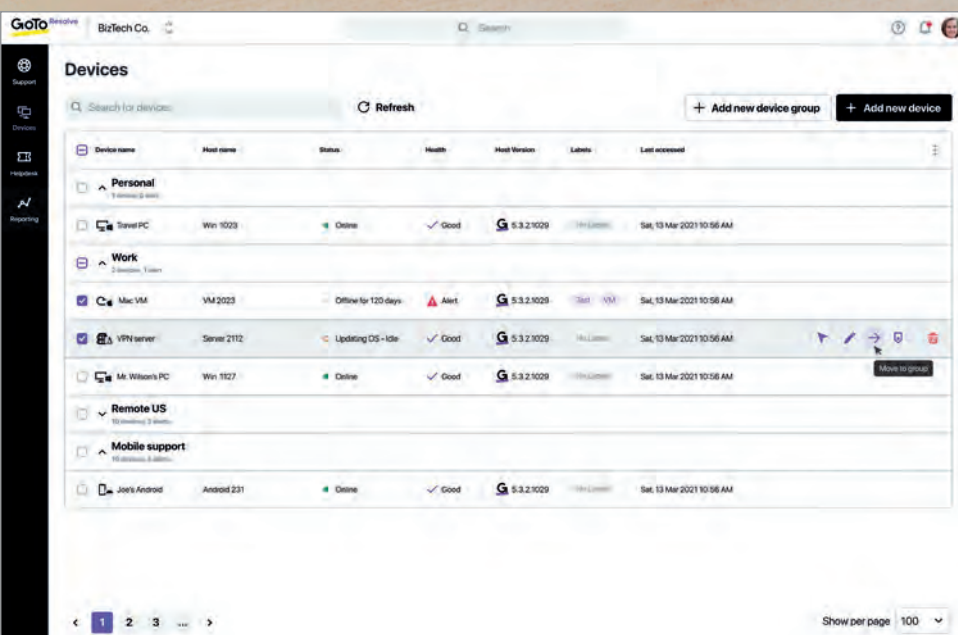 GoTo Resolve BizTech Co. Search
Support
Devices
Helpdesk
Reporting
Devices
Search for devices Refresh + Add new device group + Add new device
Device name Host name Status Health Host Version Labels Last accessed
Personal
Travel PC Win 1023 Online Good 5.3.2.1029 Sat, 13 Mar 2021 10:56 AM
Work
Mac VM VM 2023 Offline for 120 days Alert 5.3.2.1029 Test VM Sat, 13 Mar 2021 10:56 AM
VPN server Server 2112 Updating OS - Idle Good 5.3.2.1029 Sat, 13 Mar 2021 10:56 AM
Move to group
Mr. Wilson's PC Win 1127 Online Good 5.3.2.1029 Sat, 13 Mar 2021 10:56 AM
Remote US
Mobile support
Joe's Android Android 231 Online Good 5.3.2.1029 Sat, 13 Mar 2021 10:56 AM
< 1 2 3 ... > Show per page 100